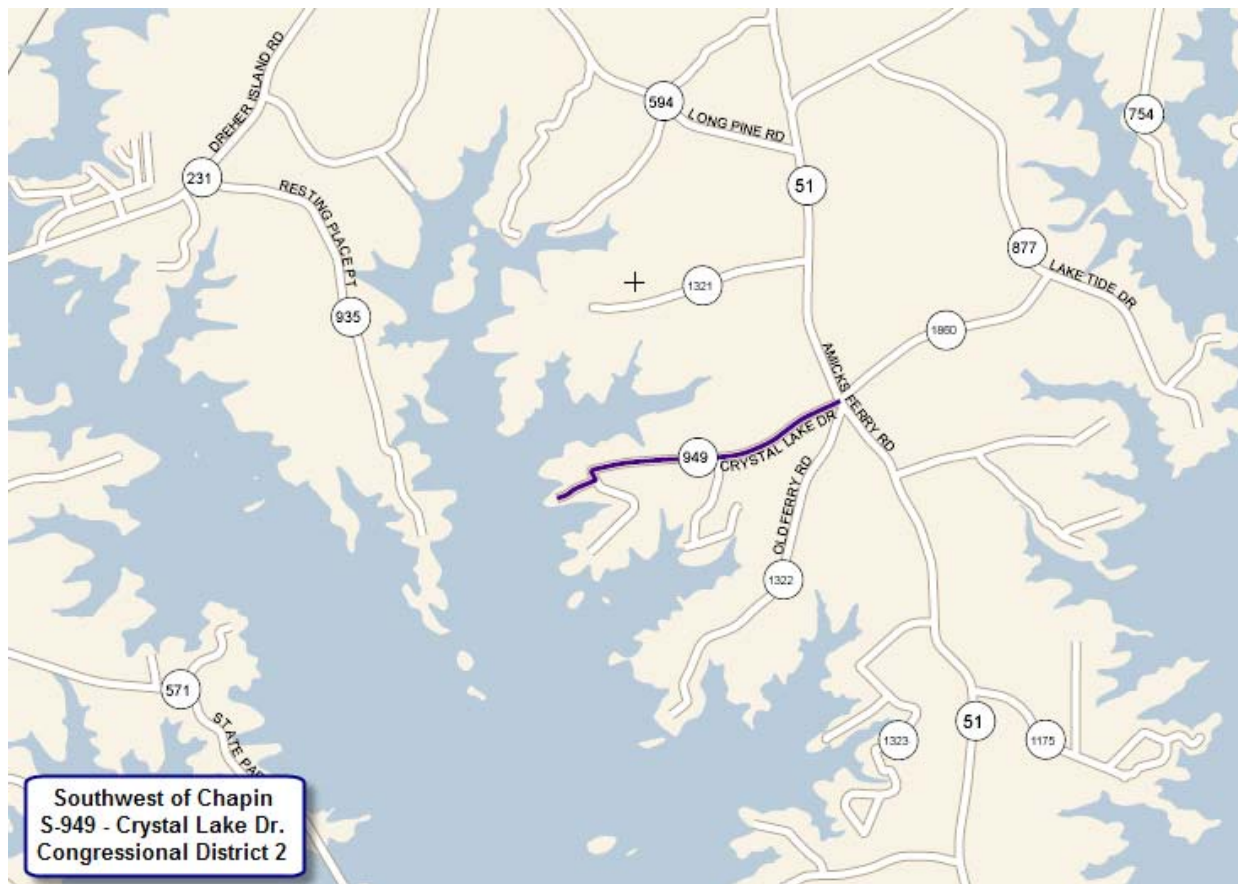 DREHER ISLAND RD
594
LONG PINE RD
754
231
51
RESTING PLACE PT
877
LAKE TIDE DR
1321
935
1860
AMICKS FERRY RD
949
CRYSTAL LAKE DR
OLD FERRY RD
1322
571
STATE PAR
51
1323
1175
Southwest of Chapin
S-949 - Crystal Lake Dr.
Congressional District 2